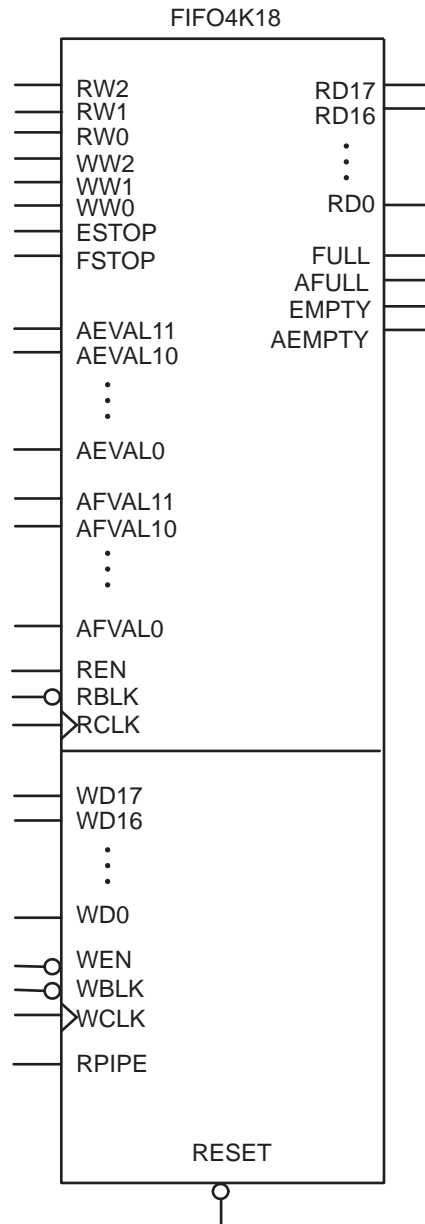 FIFO4K18
RW2
RW1
RW0
WW2
WW1
WW0
ESTOP
FSTOP
AEVAL11
AEVAL10
AEVAL0
AFVAL11
AFVAL10
AFVAL0
REN
RBLK
RCLK
RD17
RD16
RD0
FULL
AFULL
EMPTY
AEMPTY
WD17
WD16
WD0
WEN
WBLK
WCLK
RPIPE
RESET